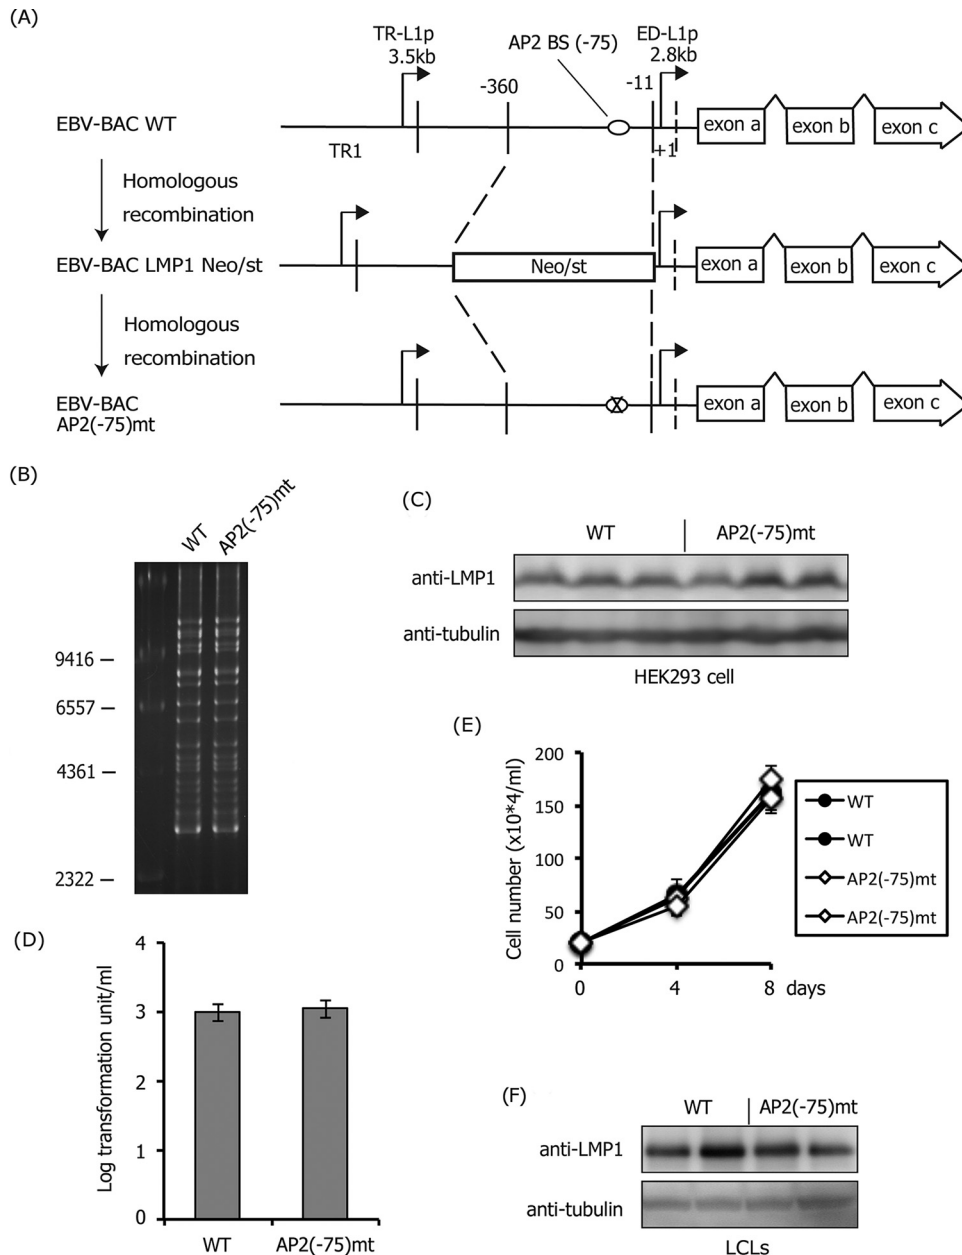 (A)
TR-L1p
3.5kb
AP2 BS (-75)
ED-L1p
2.8kb
-360
-11
EBV-BAC WT
TR1
+1
exon a
exon b
exon c
Homologous
recombination
EBV-BAC LMP1 Neo/st
Neo/st
exon a
exon b
exon c
Homologous
recombination
EBV-BAC
AP2(-75)mt
X
exon a
exon b
exon c
(B)
WT
AP2(-75)mt
9416
6557
4361
2322
(C)
WT
AP2(-75)mt
anti-LMP1
anti-tubulin
HEK293 cell
(D)
Log transformation unit/ml
4
3
2
1
0
WT
AP2(-75)mt
(E)
Cell number (x10*4/ml)
200
150
100
50
0
0
4
8
days
WT
WT
AP2(-75)mt
AP2(-75)mt
(F)
WT
AP2(-75)mt
anti-LMP1
anti-tubulin
LCLs